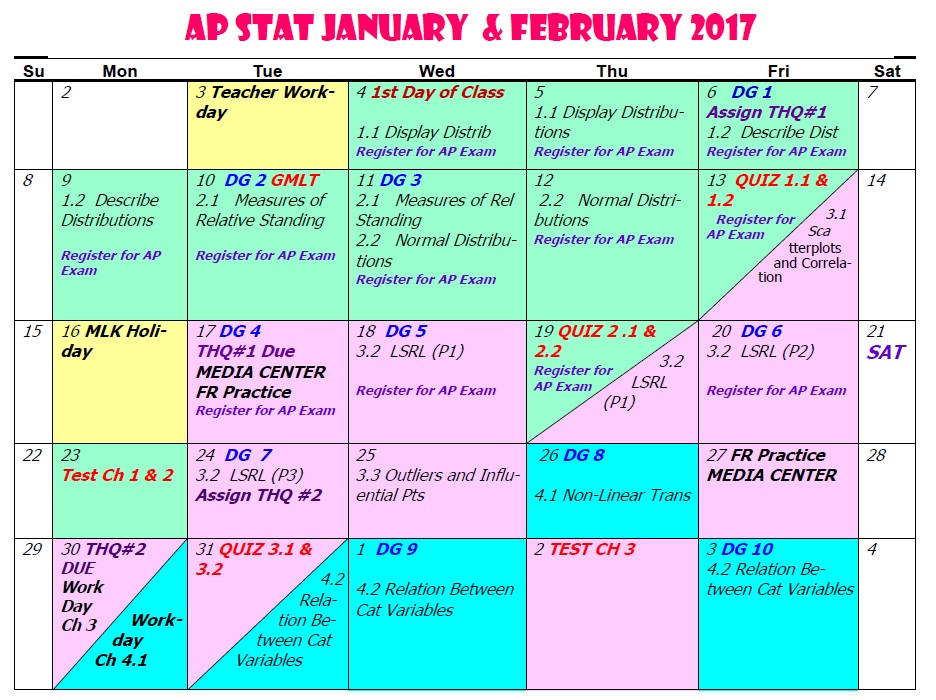 AP STAT JANUARY & FEBRUARY 2017
Su Mon Tue Wed Thu Fri Sat
2
3 Teacher Work-
day
4 1st Day of Class
1.1 Display Distrib
Register for AP Exam
5
1.1 Display Distribu-
tions
Register for AP Exam
6 DG 1
Assign THQ#1
1.2 Describe Dist
Register for AP Exam
7
8
9
1.2 Describe
Distributions
Register for AP
Exam
10 DG 2 GMLT
2.1 Measures of
Relative Standing
Register for AP Exam
11 DG 3
2.1 Measures of Rel
Standing
2.2 Normal Distribu-
tions
Register for AP Exam
12
2.2 Normal Distri-
butions
Register for AP Exam
13 QUIZ 1.1 &
1.2
Register for
AP Exam
3.1
Sca
tterplots
and Correla-
tion
14
15
16 MLK Holi-
day
17 DG 4
THQ#1 Due
MEDIA CENTER
FR Practice
Register for AP Exam
18 DG 5
3.2 LSRL (P1)
Register for AP Exam
19 QUIZ 2 .1 &
2.2
Register for
AP Exam
3.2
LSRL
(P1)
20 DG 6
3.2 LSRL (P2)
Register for AP Exam
21
SAT
22
23
Test Ch 1 & 2
24 DG 7
3.2 LSRL (P3)
Assign THQ #2
25
3.3 Outliers and Influ-
ential Pts
26 DG 8
4.1 Non-Linear Trans
27 FR Practice
MEDIA CENTER
28
29
30 THQ#2
DUE
Work
Day
Ch 3
Work-
day
Ch 4.1
31 QUIZ 3.1 &
3.2
4.2
Rela-
tion Be-
tween Cat
Variables
1 DG 9
4.2 Relation Between
Cat Variables
2 TEST CH 3
3 DG 10
4.2 Relation Be-
tween Cat Variables
4